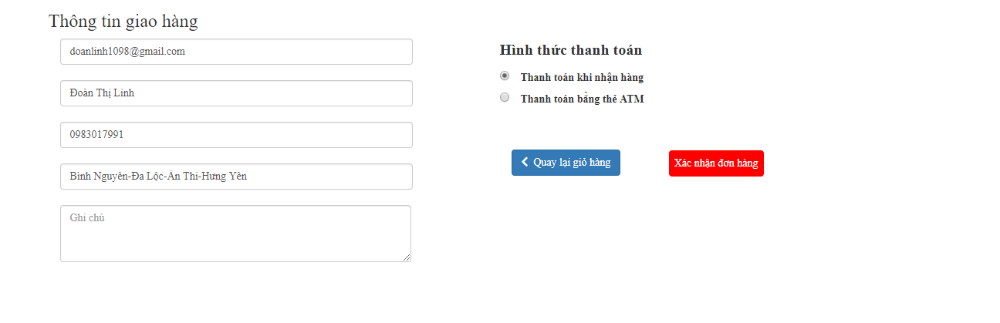 Thông tin giao hàng
doanlinh1098@gmail.com
Đoàn Thị Linh
0983017991
Bình Nguyên-Đa Lộc-Ân Thi-Hưng Yên
Ghi chú
Hình thức thanh toán
Thanh toán khi nhận hàng
Thanh toán bằng thẻ ATM
Quay lại giỏ hàng
Xác nhận đơn hàng